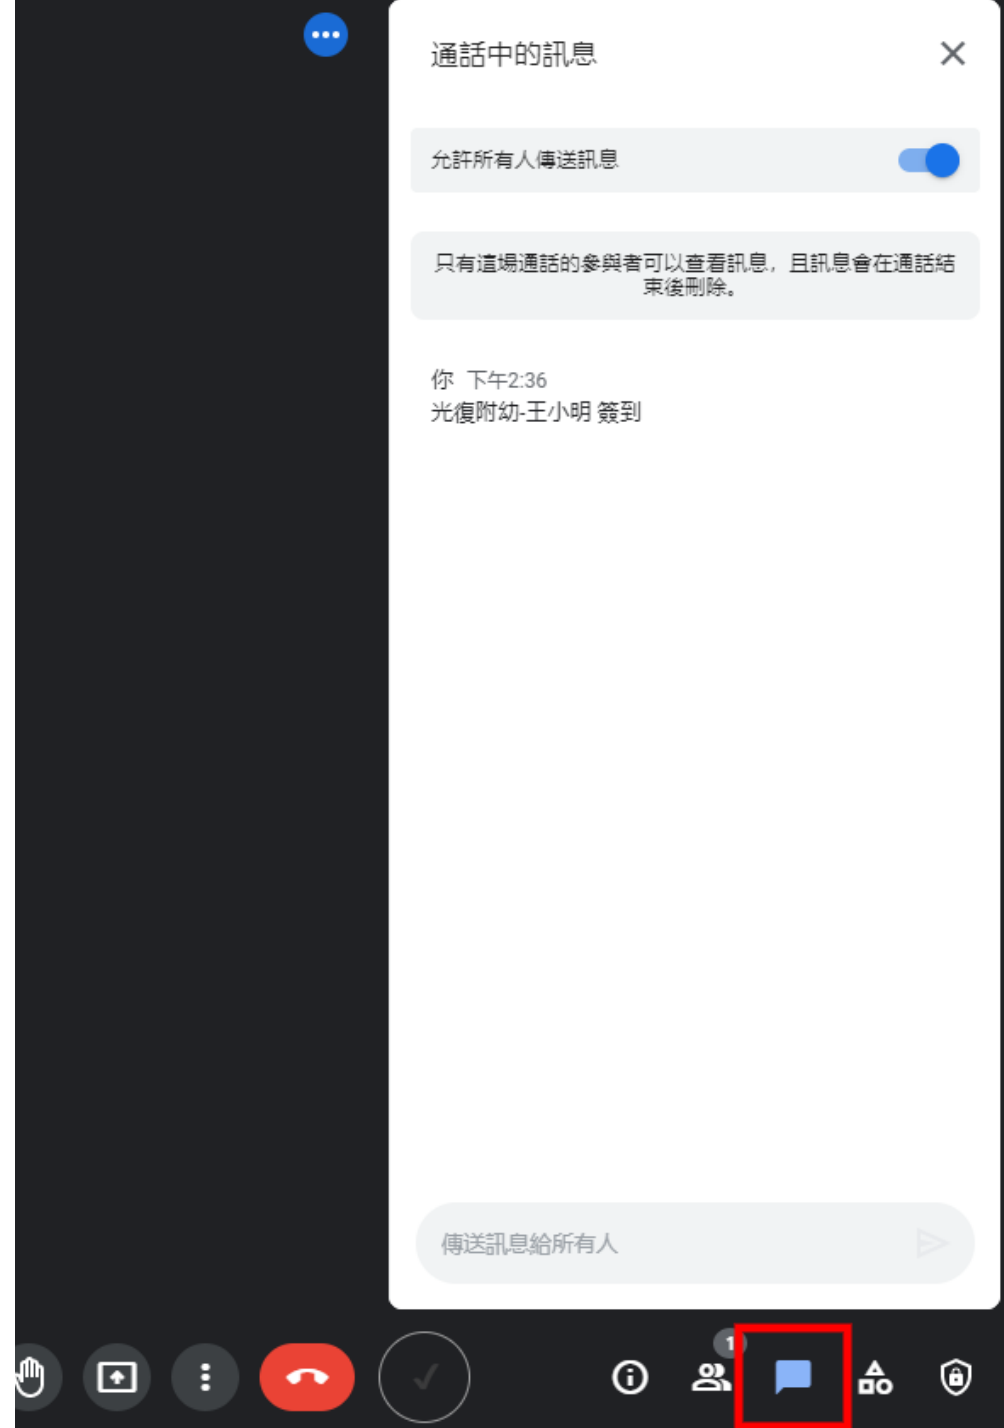 通話中的訊息
允許所有人傳送訊息
只有這場通話的參與者可以查看訊息，且訊息會在通話結
束後刪除。
你 下午2:36
光復附幼-王小明 簽到
傳送訊息給所有人
1